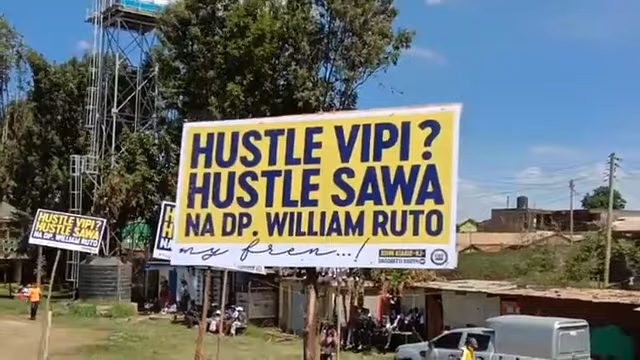 HUSTLE VIPI?
HUSTLE SAWA
NA DP. WILLIAM RUTO
my fren...!
HUSTLE VIPI?
HUSTLE SAWA
NA DP. WILLIAM RUTO